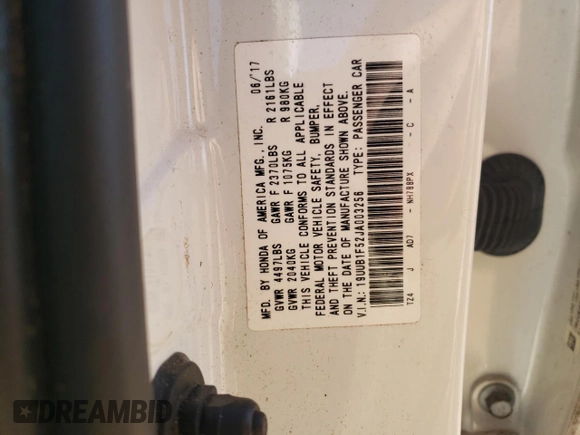 MFD. BY HONDA OF AMERICA MFG., INC. 06/'17
GVWR 4497LBS GAWR F 2370LBS R 2161LBS
GVWR 2040KG GAWR F 1075KG R 980KG
THIS VEHICLE CONFORMS TO ALL APPLICABLE
FEDERAL MOTOR VEHICLE SAFETY, BUMPER,
AND THEFT PREVENTION STANDARDS IN EFFECT
ON THE DATE OF MANUFACTURE SHOWN ABOVE.
V.I.N.: 19UUB1F52JA003256 TYPE: PASSENGER CAR
TZ4 J AD7 - NH788PX - C - A
DREAMBID